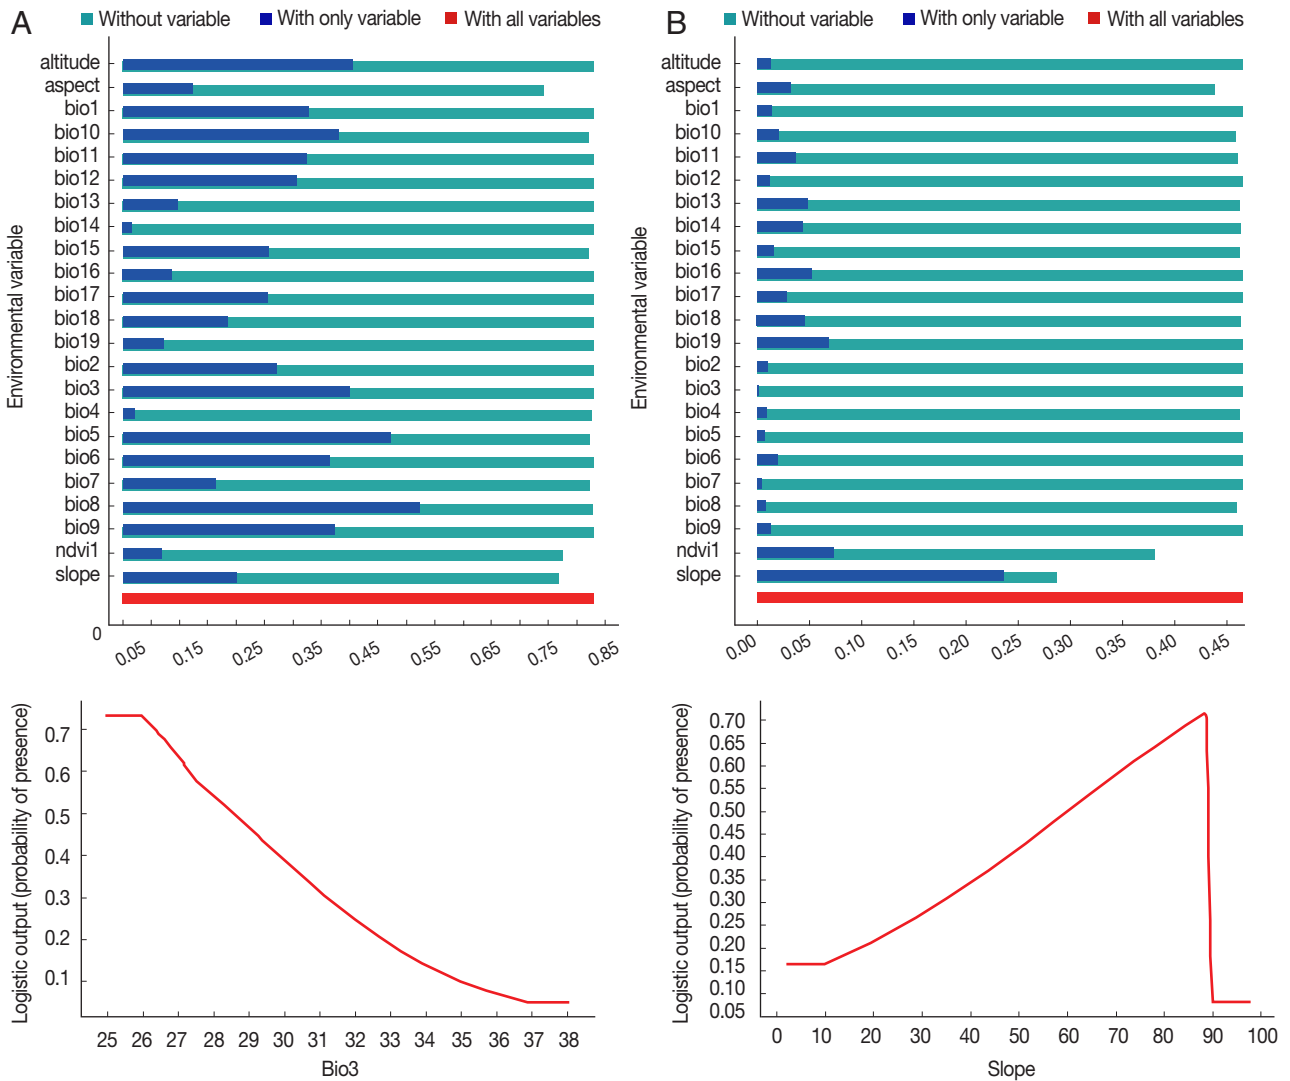 A
Without variable
With only variable
With all variables
Environmental variable
altitude
aspect
bio1
bio10
bio11
bio12
bio13
bio14
bio15
bio16
bio17
bio18
bio19
bio2
bio3
bio4
bio5
bio6
bio7
bio8
bio9
ndvi1
slope
0
0.05 0.15 0.25 0.35 0.45 0.55 0.65 0.75 0.85
B
Without variable
With only variable
With all variables
Environmental variable
altitude
aspect
bio1
bio10
bio11
bio12
bio13
bio14
bio15
bio16
bio17
bio18
bio19
bio2
bio3
bio4
bio5
bio6
bio7
bio8
bio9
ndvi1
slope
0.00 0.05 0.10 0.15 0.20 0.25 0.30 0.35 0.40 0.45
Logistic output (probability of presence)
0.7
0.6
0.5
0.4
0.3
0.2
0.1
25 26 27 28 29 30 31 32 33 34 35 36 37 38
Bio3
Logistic output (probability of presence)
0.70
0.65
0.60
0.55
0.50
0.45
0.40
0.35
0.30
0.25
0.20
0.15
0.10
0.05
0 10 20 30 40 50 60 70 80 90 100
Slope